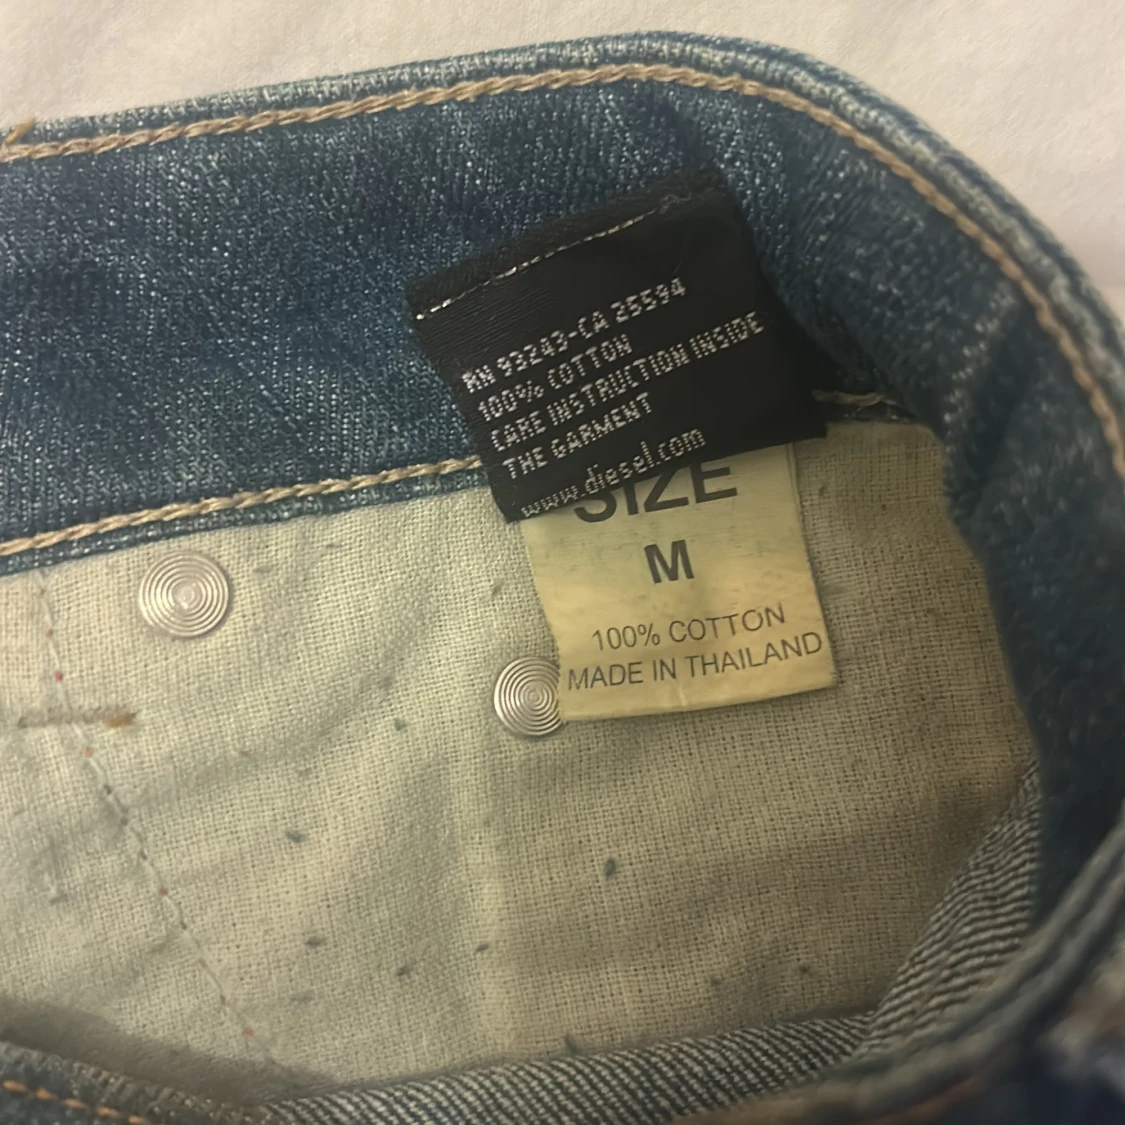 RN 93243-CA 25594
100% COTTON
CARE INSTRUCTION INSIDE
THE GARMENT
www.diesel.com
SIZE
M
100% COTTON
MADE IN THAILAND